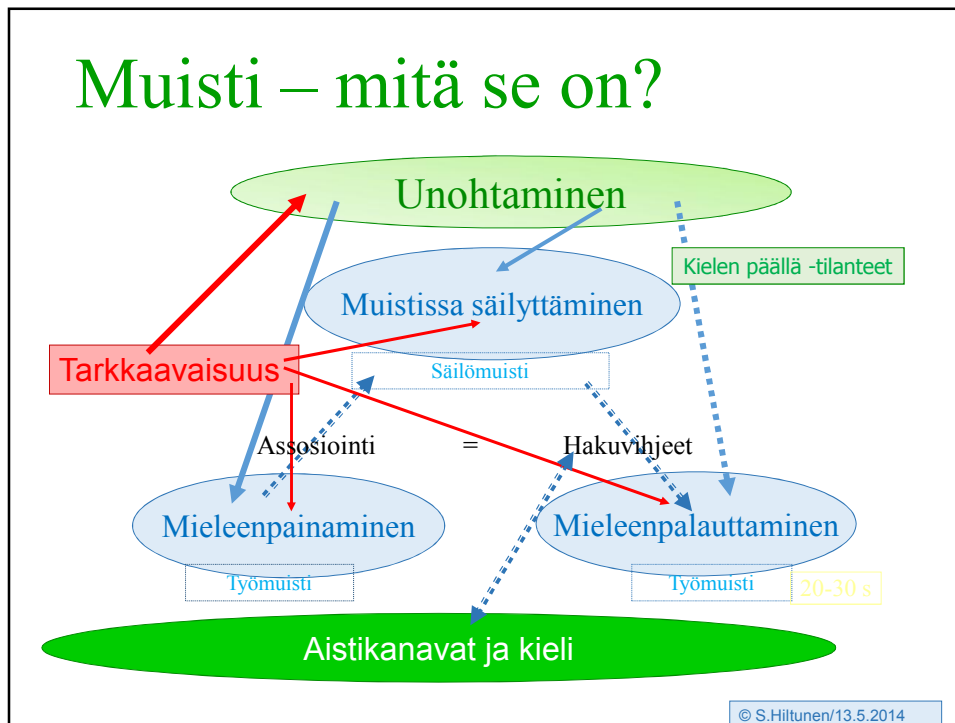 Muisti – mitä se on?
Unohtaminen
Kielen päällä -tilanteet
Muistissa säilyttäminen
Tarkkaavaisuus
Säilömuisti
Assosiointi = Hakuvihjeet
Mieleenpainaminen
Mieleenpalauttaminen
Työmuisti
Työmuisti
20-30 s
Aistikanavat ja kieli
© S.Hiltunen/13.5.2014